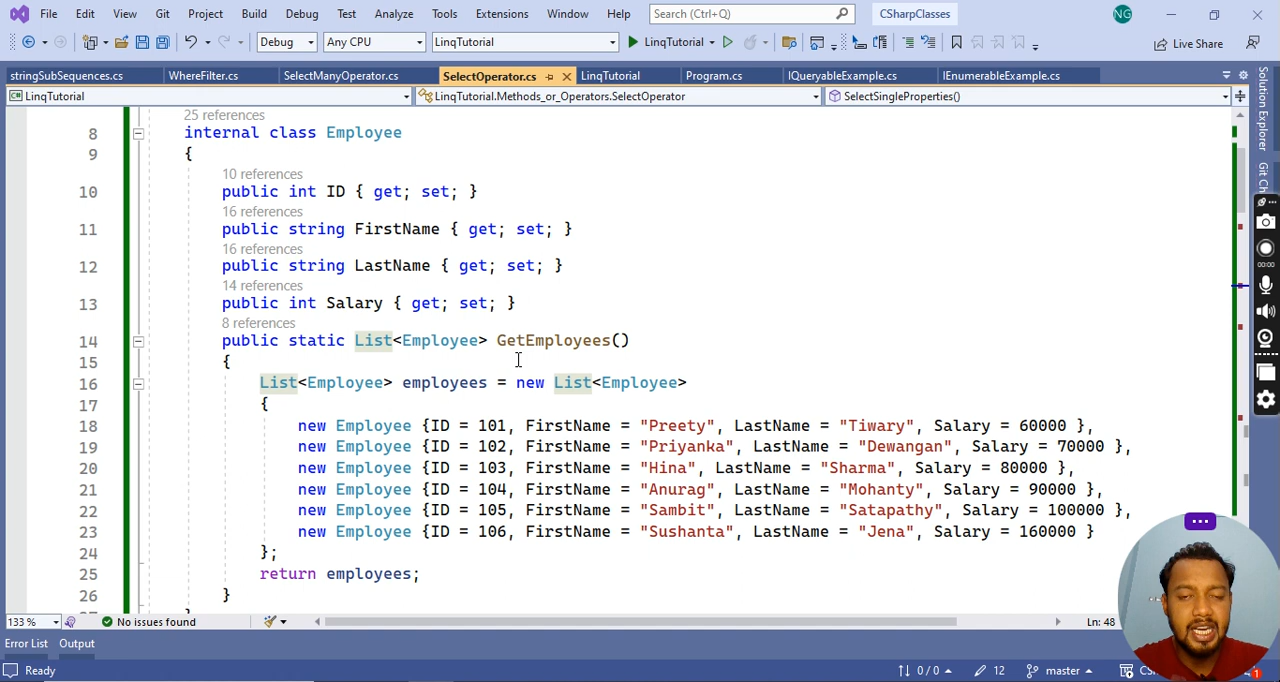 File Edit View Git Project Build Debug Test Analyze Tools Extensions Window Help Search (Ctrl+Q) CSharpClasses NG
Debug Any CPU LinqTutorial LinqTutorial Live Share
stringSubSequences.cs WhereFilter.cs SelectManyOperator.cs SelectOperator.cs LinqTutorial Program.cs IQueryableExample.cs IEnumerableExample.cs
LinqTutorial LinqTutorial.Methods_or_Operators.SelectOperator SelectSingleProperties()
Solution Explorer
25 references
8 internal class Employee
9 {
10 references
10 public int ID { get; set; }
16 references
11 public string FirstName { get; set; }
16 references
12 public string LastName { get; set; }
14 references
13 public int Salary { get; set; }
8 references
14 public static List<Employee> GetEmployees()
15 {
16 List<Employee> employees = new List<Employee>
17 {
18 new Employee {ID = 101, FirstName = "Preety", LastName = "Tiwary", Salary = 60000 },
19 new Employee {ID = 102, FirstName = "Priyanka", LastName = "Dewangan", Salary = 70000 },
20 new Employee {ID = 103, FirstName = "Hina", LastName = "Sharma", Salary = 80000 },
21 new Employee {ID = 104, FirstName = "Anurag", LastName = "Mohanty", Salary = 90000 },
22 new Employee {ID = 105, FirstName = "Sambit", LastName = "Satapathy", Salary = 100000 },
23 new Employee {ID = 106, FirstName = "Sushanta", LastName = "Jena", Salary = 160000 }
24 };
25 return employees;
26 }
133 % No issues found Ln: 48
Error List Output
Ready 0 / 0 12 master
00:00